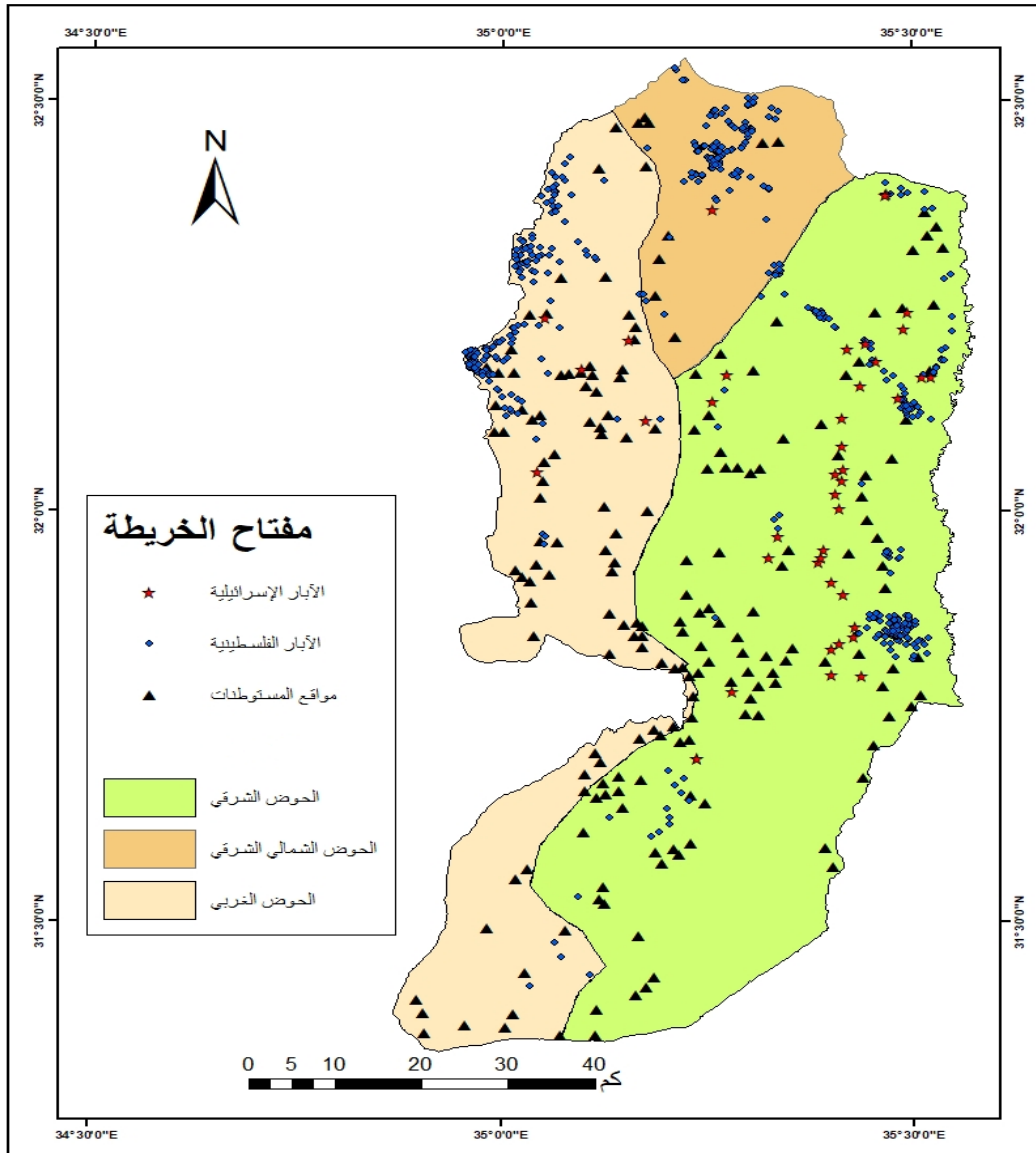 34°30'0"E
35°0'0"E
35°30'0"E
32°30'0"N
32°30'0"N
N
32°0'0"N
32°0'0"N
مفتاح الخريطة
الآبار الإسرائيلية
الآبار الفلسطينية
مواقع المستوطنات
الحوض الشرقي
الحوض الشمالي الشرقي
الحوض الغربي
31°30'0"N
31°30'0"N
0 5 10 20 30 40
كم
34°30'0"E
35°0'0"E
35°30'0"E